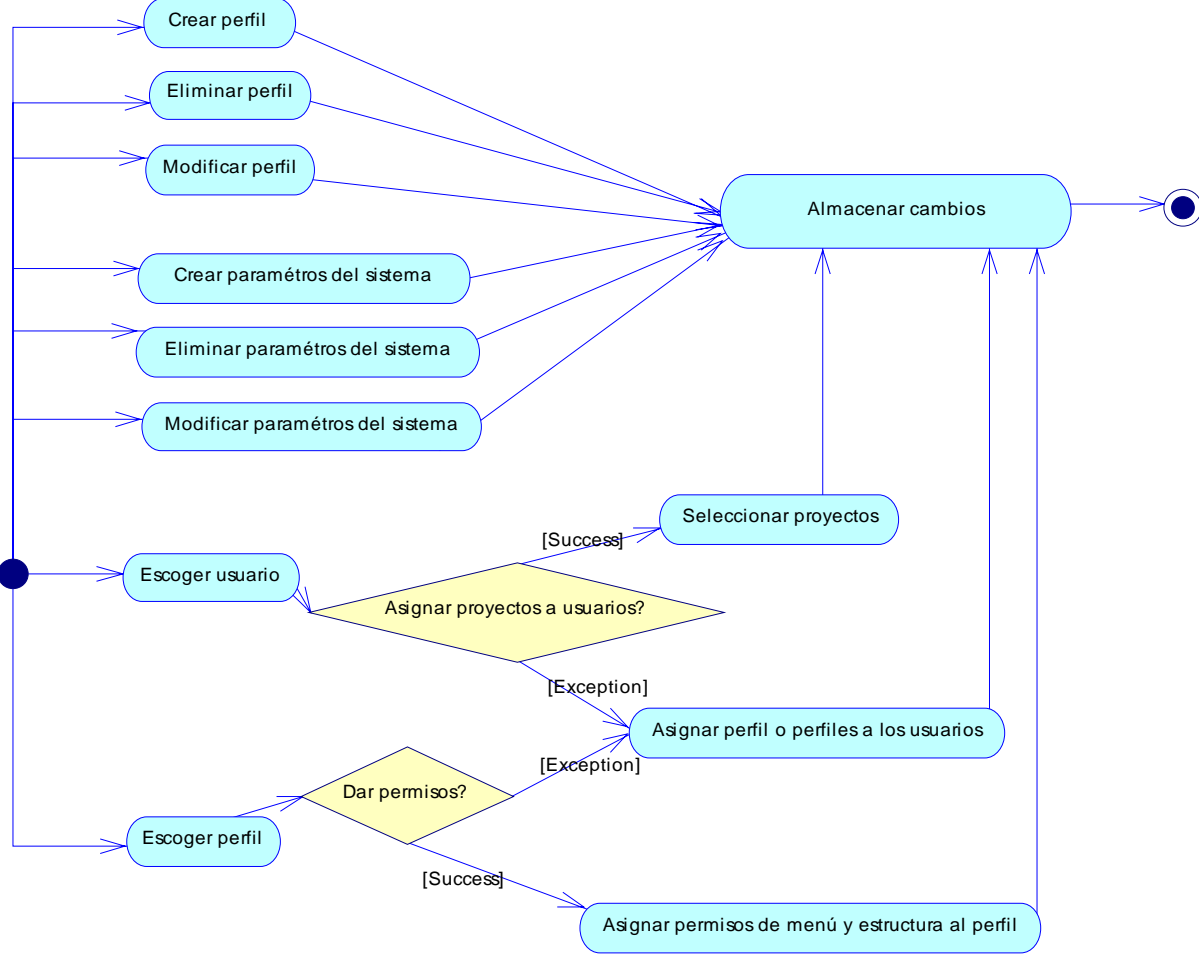 Crear perfil
Eliminar perfil
Modificar perfil
Almacenar cambios
Crear paramétros del sistema
Eliminar paramétros del sistema
Modificar paramétros del sistema
Seleccionar proyectos
[Success]
Escoger usuario
Asignar proyectos a usuarios?
[Exception]
Asignar perfil o perfiles a los usuarios
[Exception]
Dar permisos?
Escoger perfil
[Success]
Asignar permisos de menú y estructura al perfil